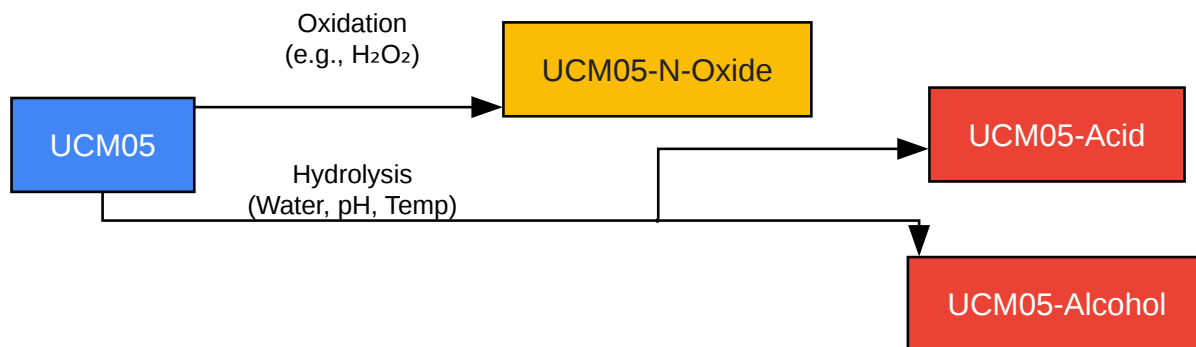 Oxidation
(e.g., H₂O₂)
UCM05-N-Oxide
UCM05
UCM05-Acid
Hydrolysis
(Water, pH, Temp)
UCM05-Alcohol